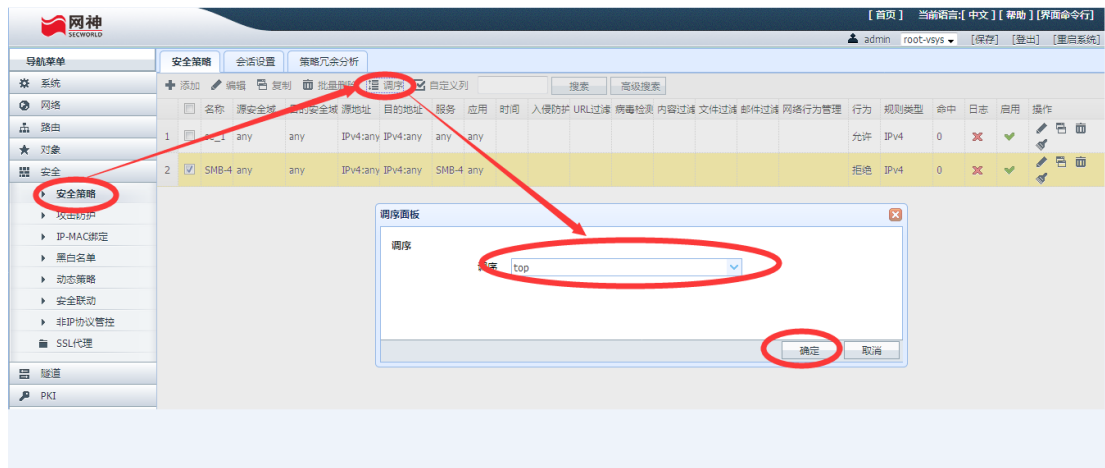 网神
SECWORLD
[ 首页 ] 当前语言:[ 中文 ] [ 帮助 ] [界面命令行]
admin root-vsys [保存] [登出] [重启系统]
导航菜单
系统
网络
路由
对象
安全
安全策略
攻击防护
IP-MAC绑定
黑白名单
动态策略
安全联动
非IP协议管控
SSL代理
隧道
PKI
安全策略 会话设置 策略冗余分析
添加 编辑 复制 批量删除 调序 自定义列 搜索 高级搜索
名称 源安全域 目的安全域 源地址 目的地址 服务 应用 时间 入侵防护 URL过滤 病毒检测 内容过滤 文件过滤 邮件过滤 网络行为管理 行为 规则类型 命中 日志 启用 操作
1 any any IPv4:any IPv4:any any any 允许 IPv4 0
2 SMB-4 any any IPv4:any IPv4:any SMB-4 any 拒绝 IPv4 0
调序面板
调序
调序 top
确定 取消